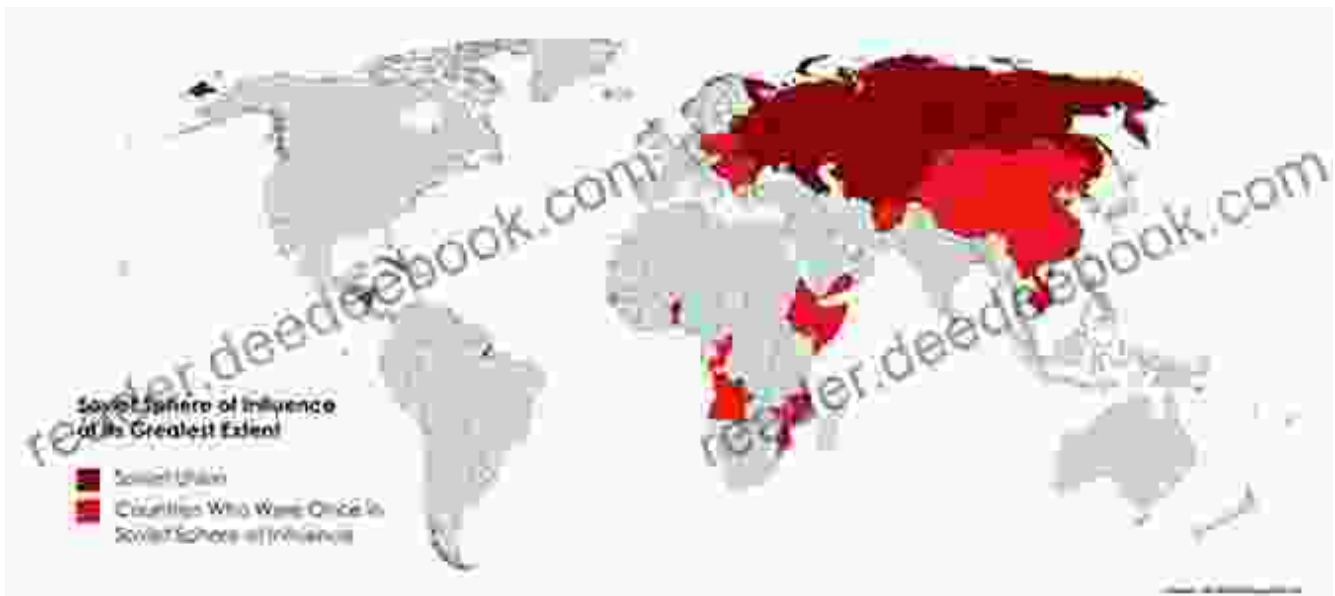 reader.deedeebook.com
reader.deedeebook.com
Soviet Sphere of Influence
at Its Greatest Extent
Soviet Union
Countries Who Were Once in
Soviet Sphere of Influence